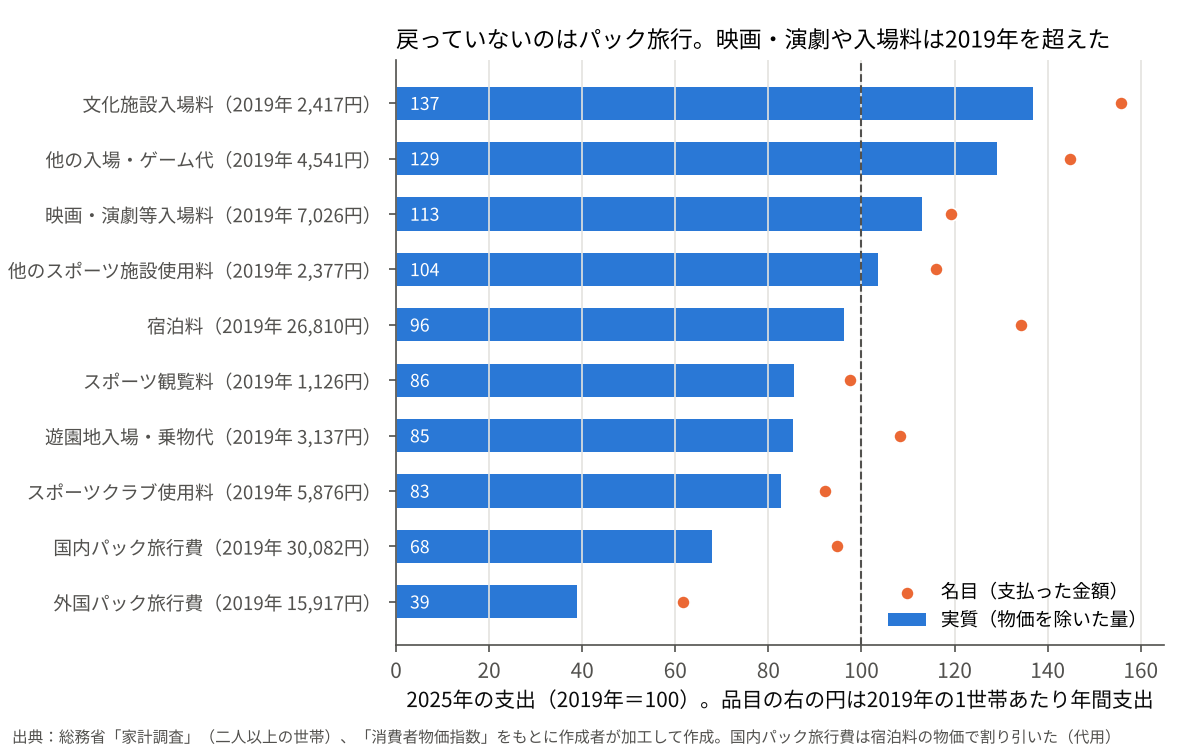 戻っていないのはパック旅行。映画・演劇や入場料は2019年を超えた
文化施設入場料（2019年 2,417円） 137
他の入場・ゲーム代（2019年 4,541円） 129
映画・演劇等入場料（2019年 7,026円） 113
他のスポーツ施設使用料（2019年 2,377円） 104
宿泊料（2019年 26,810円） 96
スポーツ観覧料（2019年 1,126円） 86
遊園地入場・乗物代（2019年 3,137円） 85
スポーツクラブ使用料（2019年 5,876円） 83
国内パック旅行費（2019年 30,082円） 68
外国パック旅行費（2019年 15,917円） 39
名目（支払った金額）
実質（物価を除いた量）
0 20 40 60 80 100 120 140 160
2025年の支出（2019年＝100）。品目の右の円は2019年の1世帯あたり年間支出
出典：総務省「家計調査」（二人以上の世帯）、「消費者物価指数」をもとに作成者が加工して作成。国内パック旅行費は宿泊料の物価で割り引いた（代用）